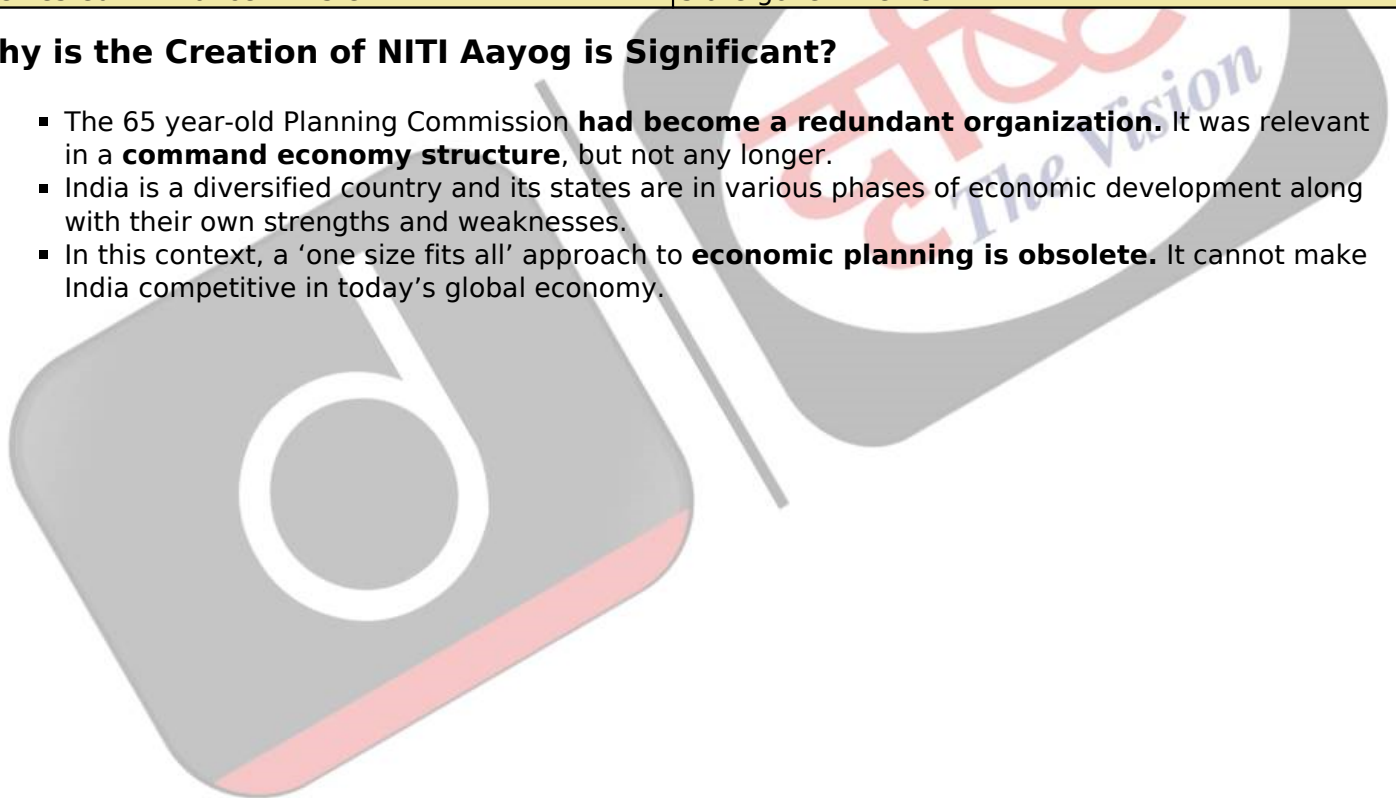 hy is the Creation of NITI Aayog is Significant?
▪ The 65 year-old Planning Commission had become a redundant organization. It was relevant
in a command economy structure, but not any longer.
▪ India is a diversified country and its states are in various phases of economic development along
with their own strengths and weaknesses.
▪ In this context, a ‘one size fits all’ approach to economic planning is obsolete. It cannot make
India competitive in today’s global economy.
The Vision